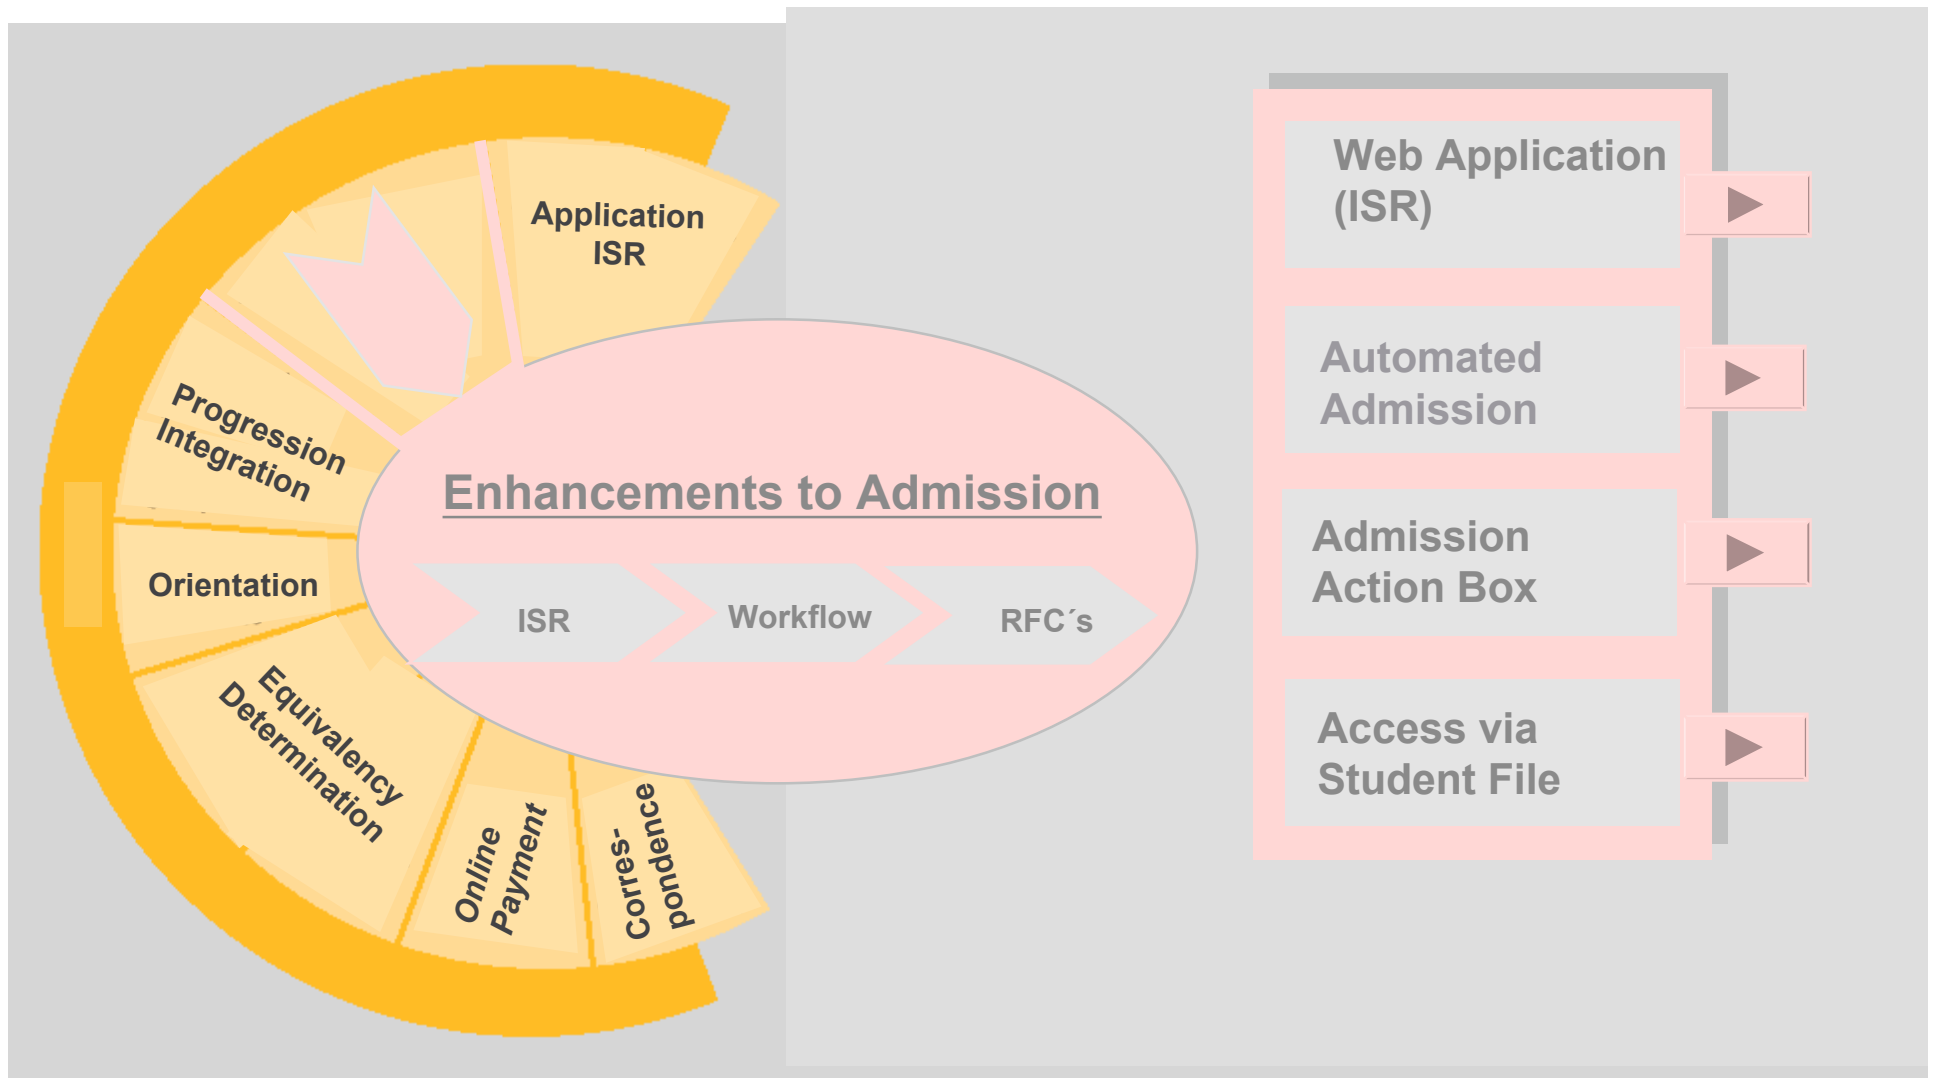 Application
ISR
Progression
Integration
Orientation
Equivalency
Determination
Online
Payment
Corres-
pondence
Enhancements to Admission
ISR
Workflow
RFC´s
Web Application
(ISR)
Automated
Admission
Admission
Action Box
Access via
Student File